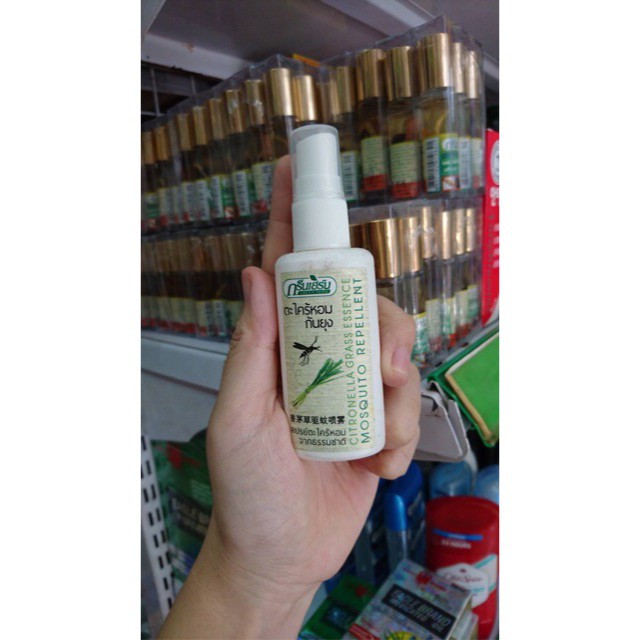 กรีนเฮิร์บ
ตะไคร้หอม
กันยุง
CITRONELLA GRASS ESSENCE
MOSQUITO REPELLENT
香茅草驱蚊喷雾
สเปรย์ตะไคร้หอม
จากธรรมชาติ
Old Spice